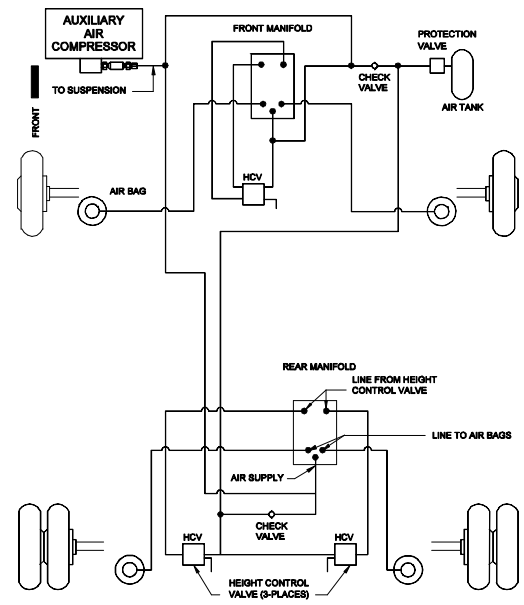 AUXILIARY
AIR
COMPRESSOR
FRONT MANIFOLD
PROTECTION
VALVE
TO SUSPENSION
CHECK
VALVE
AIR TANK
FRONT
HCV
AIR BAG
REAR MANIFOLD
LINE FROM HEIGHT
CONTROL VALVE
LINE TO AIR BAGS
AIR SUPPLY
CHECK
VALVE
HCV
HCV
HEIGHT CONTROL
VALVE (3-PLACES)